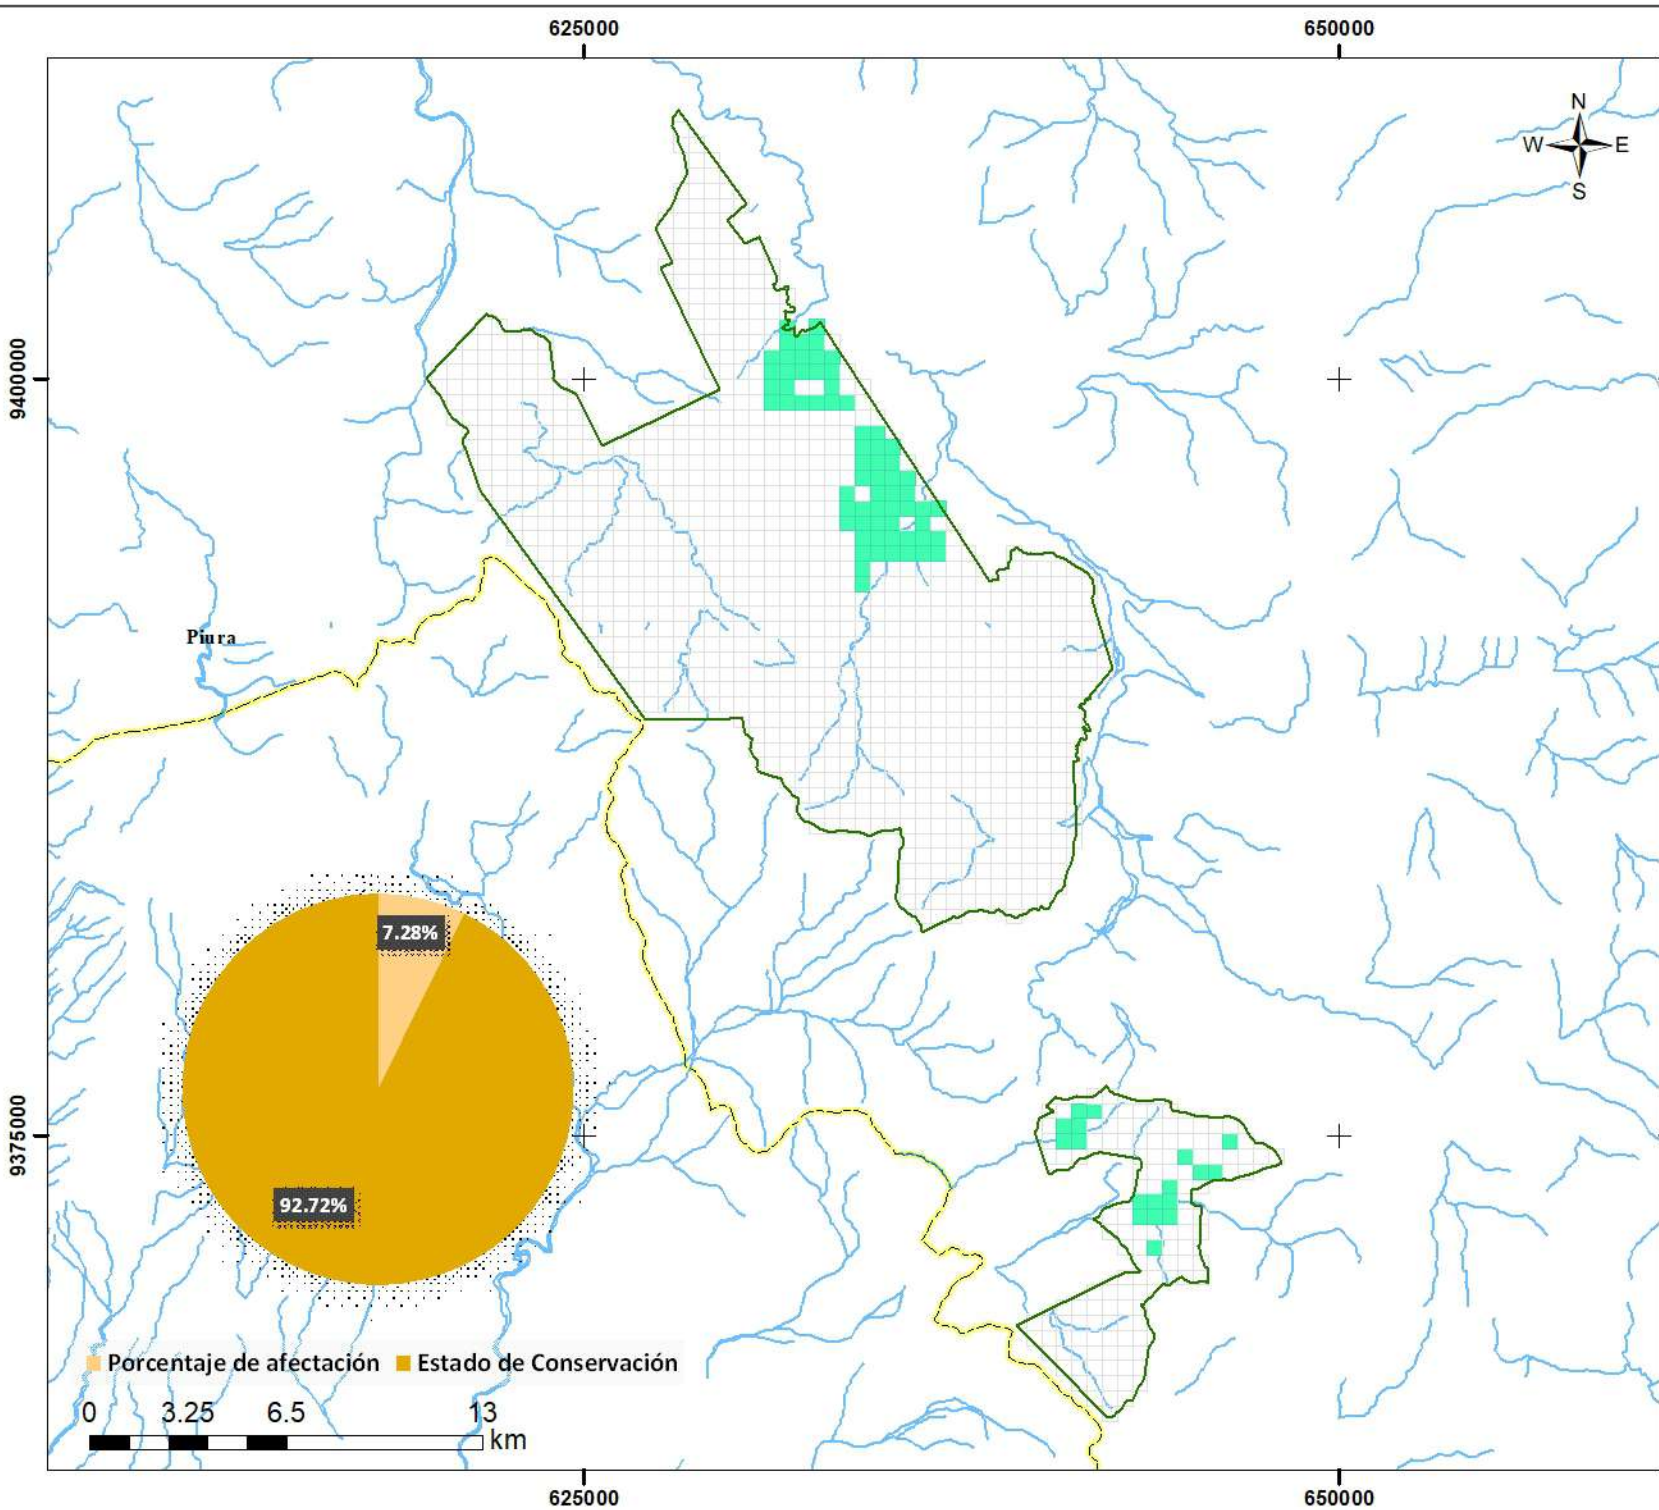 625000 650000
N
W E
S
9400000
Piura
7.28%
9375000
92.72%
Porcentaje de afectación Estado de Conservación
0 3.25 6.5 13
km
625000 650000